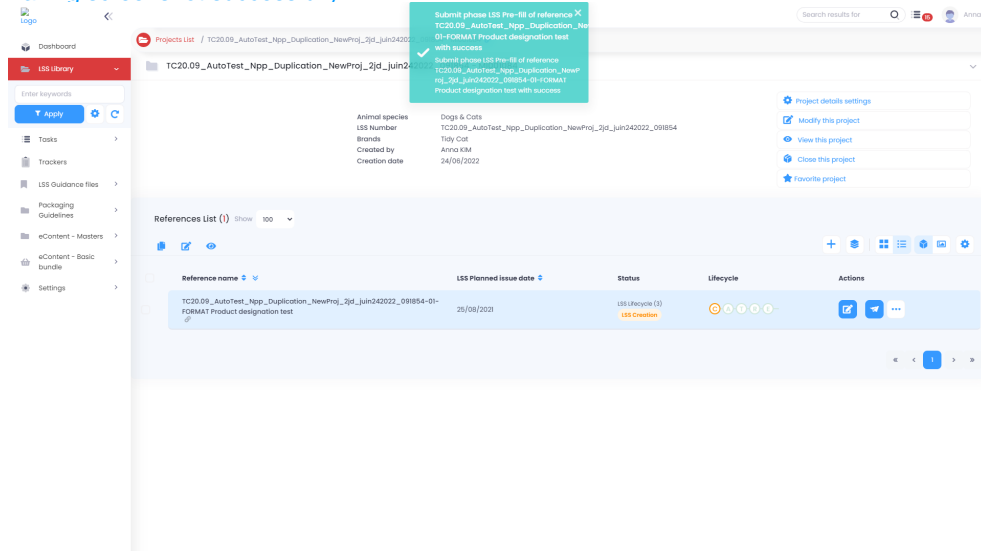 Logo
Submit phase LSS Pre-fill of reference
TC20.09_AutoTest_Npp_Duplication_Ne
01-FORMAT Product designation test
with success
Submit phase LSS Pre-fill of reference
TC20.09_AutoTest_Npp_Duplication_NewP
roj_2jd_juin242022_091854-01-FORMAT
Product designation test with success
Search results for
15
Anna
Dashboard
Projects List / TC20.09_AutoTest_Npp_Duplication_NewProj_2jd_juin242022
LSS Library
TC20.09_AutoTest_Npp_Duplication_NewProj_2jd_juin24202
Enter keywords
Apply
Animal species Dogs & Cats
LSS Number TC20.09_AutoTest_Npp_Duplication_NewProj_2jd_juin242022_091854
Brands Tidy Cat
Created by Anna KIM
Creation date 24/06/2022
Project details settings
Modify this project
View this project
Close this project
Favorite project
Tasks
Trackers
LSS Guidance files
Packaging
Guidelines
eContent - Masters
eContent - Basic
bundle
Settings
References List (1) Show 100
Reference name LSS Planned issue date Status Lifecycle Actions
TC20.09_AutoTest_Npp_Duplication_NewProj_2jd_juin242022_091854-01-
FORMAT Product designation test
25/08/2021
LSS Lifecycle (3)
LSS Creation
C
« < 1 > »